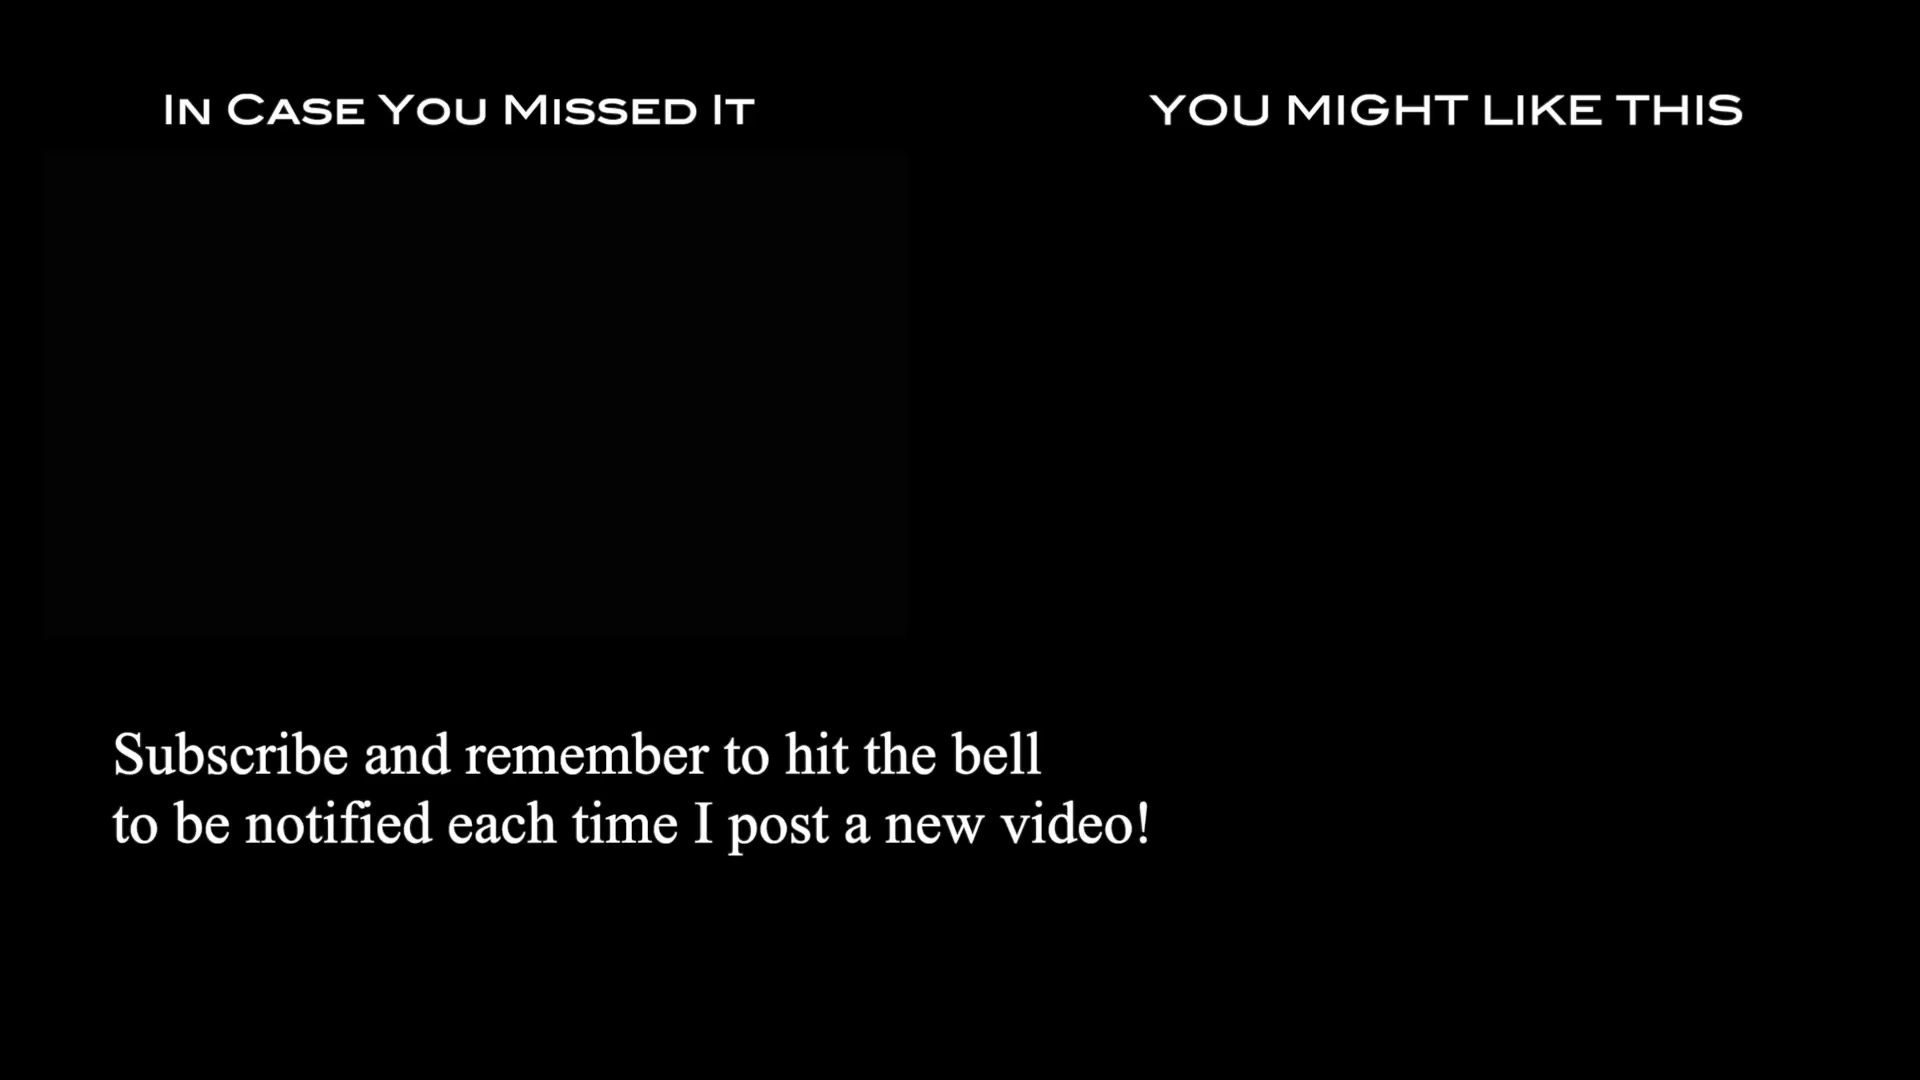 In Case You Missed It
YOU MIGHT LIKE THIS
Subscribe and remember to hit the bell
to be notified each time I post a new video!